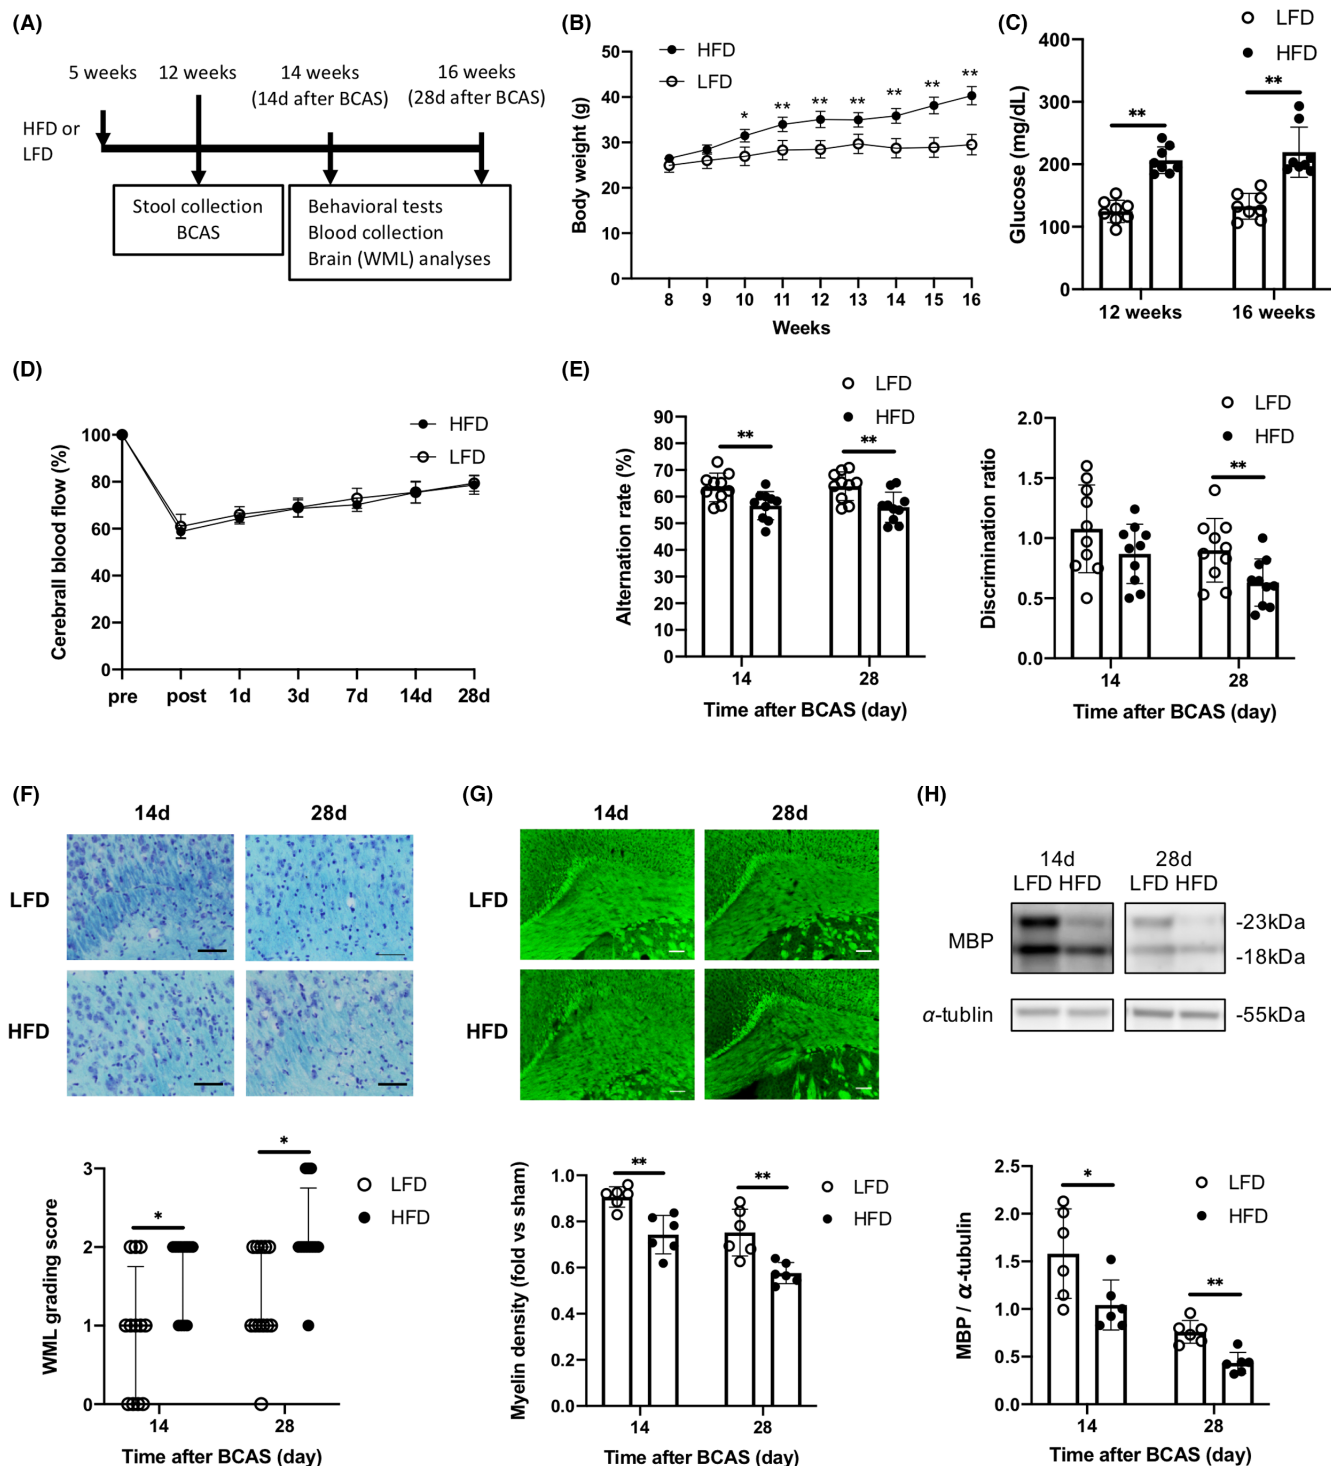 (A)
5 weeks
12 weeks
14 weeks
(14d after BCAS)
16 weeks
(28d after BCAS)
HFD or
LFD
Stool collection
BCAS
Behavioral tests
Blood collection
Brain (WML) analyses
(B)
HFD
LFD
Body weight (g)
50
40
30
20
10
0
* ** ** ** ** ** **
8 9 10 11 12 13 14 15 16
Weeks
(C)
LFD
HFD
Glucose (mg/dL)
400
300
200
100
0
** **
12 weeks 16 weeks
(D)
HFD
LFD
Cerebrall blood flow (%)
100
80
60
40
20
0
pre post 1d 3d 7d 14d 28d
(E)
LFD
HFD
Alternation rate (%)
90
80
70
60
50
40
30
20
10
0
** **
14 28
Time after BCAS (day)
LFD
HFD
Discrimination ratio
2.0
1.5
1.0
0.5
0.0
**
14 28
Time after BCAS (day)
(F)
14d 28d
LFD
HFD
WML grading score
3
2
1
0
* *
LFD
HFD
14 28
Time after BCAS (day)
(G)
14d 28d
LFD
HFD
Myelin density (fold vs sham)
1.0
0.8
0.6
0.4
0.2
0.0
** **
LFD
HFD
14 28
Time after BCAS (day)
(H)
14d 28d
LFD HFD LFD HFD
MBP
-23kDa
-18kDa
α-tublin
-55kDa
MBP / α-tubulin
2.5
2.0
1.5
1.0
0.5
0.0
* **
LFD
HFD
14 28
Time after BCAS (day)